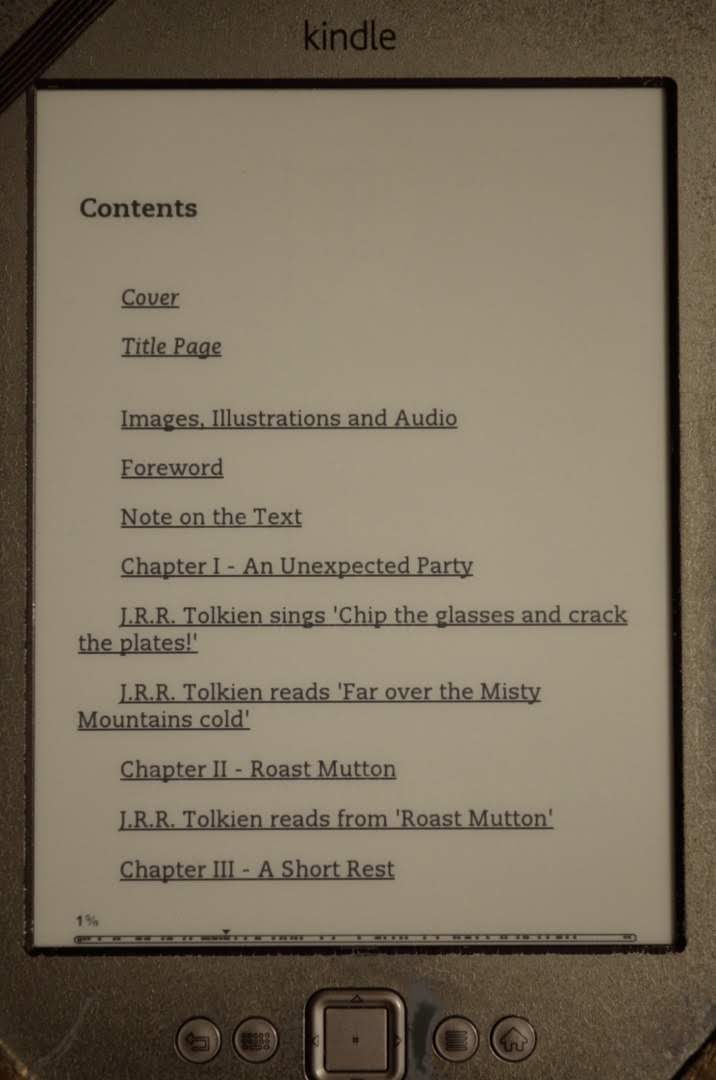 kindle
Contents
Cover
Title Page
Images, Illustrations and Audio
Foreword
Note on the Text
Chapter I - An Unexpected Party
J.R.R. Tolkien sings 'Chip the glasses and crack
the plates!'
J.R.R. Tolkien reads 'Far over the Misty
Mountains cold'
Chapter II - Roast Mutton
J.R.R. Tolkien reads from 'Roast Mutton'
Chapter III - A Short Rest
1%